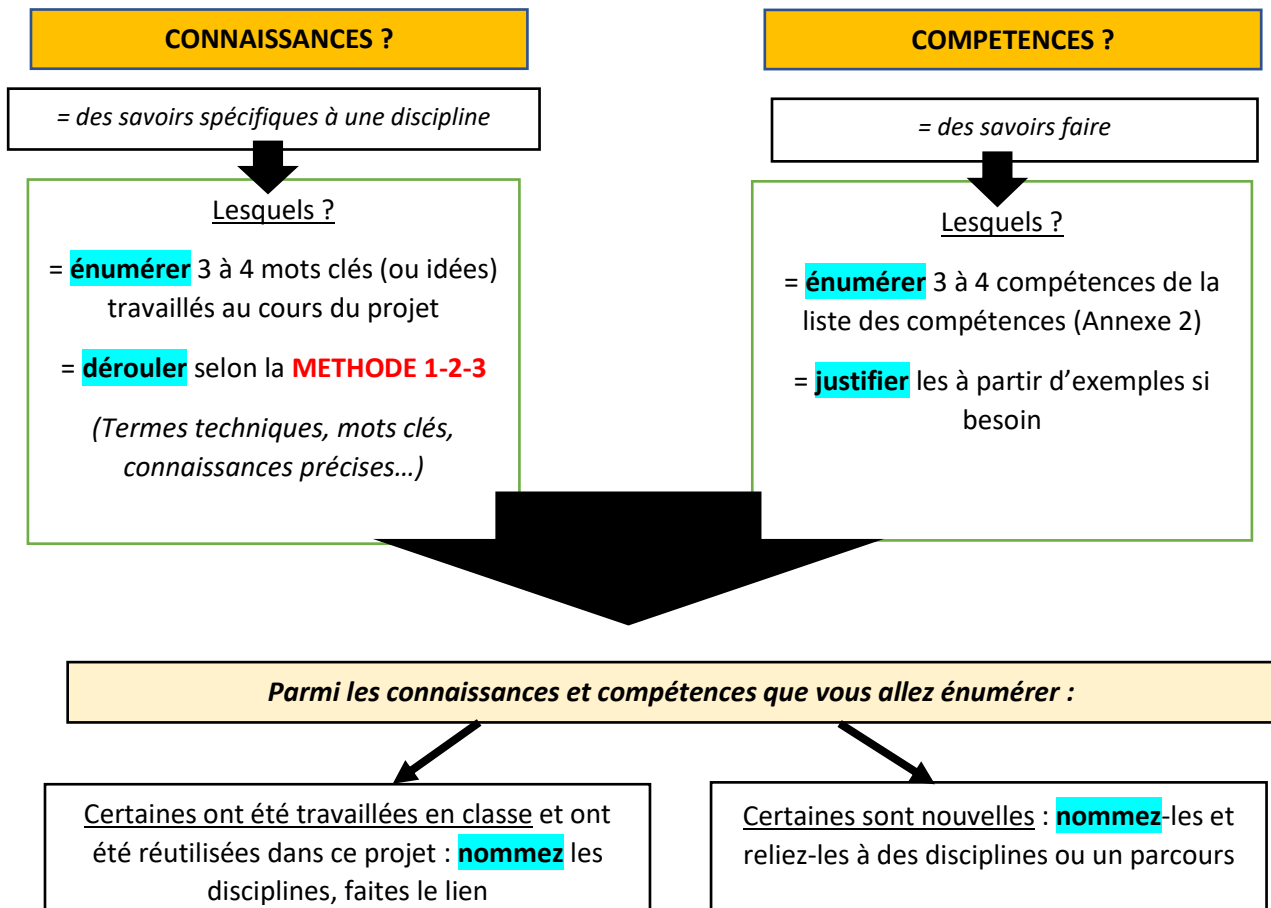 CONNAISSANCES ?
= des savoirs spécifiques à une discipline
Lesquels ?
= énumérer 3 à 4 mots clés (ou idées)
travaillés au cours du projet
= dérouler selon la METHODE 1-2-3
(Termes techniques, mots clés,
connaissances précises…)
COMPETENCES ?
= des savoirs faire
Lesquels ?
= énumérer 3 à 4 compétences de la
liste des compétences (Annexe 2)
= justifier les à partir d’exemples si
besoin
Parmi les connaissances et compétences que vous allez énumérer :
Certaines ont été travaillées en classe et ont
été réutilisées dans ce projet : nommez les
disciplines, faites le lien
Certaines sont nouvelles : nommez-les et
reliez-les à des disciplines ou un parcours